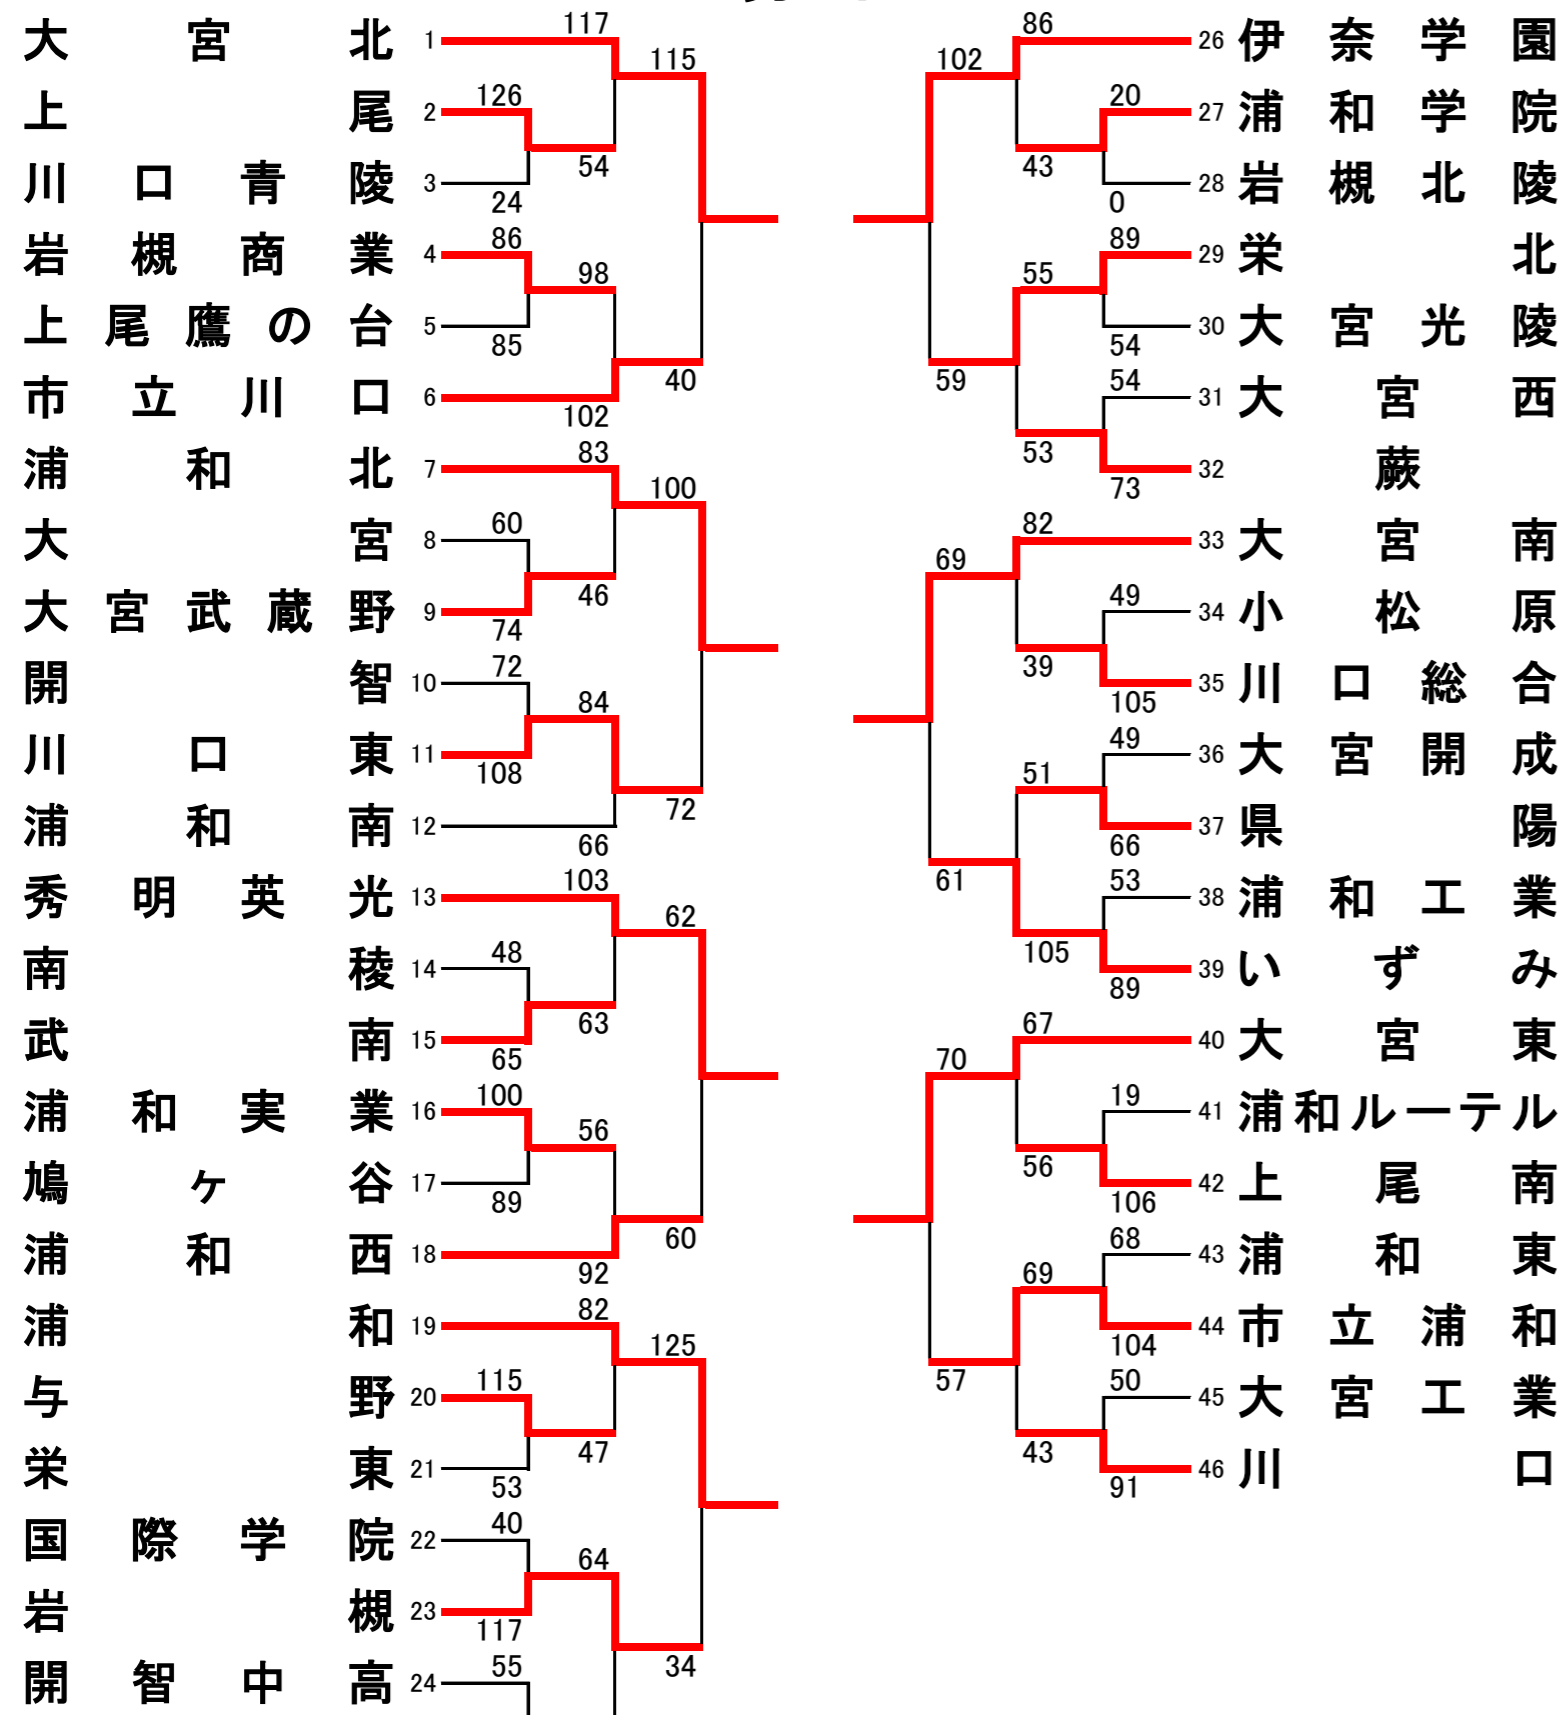 117
大宮北 1
115
126
上尾 2
54
川口青陵 3
24
86
岩槻商業 4
98
上尾鷹の台 5
85
40
市立川口 6
102
83
浦和北 7
100
60
大宮 8
46
大宮武蔵野 9
74
72
開智 10
84
川口東 11
108
72
浦和南 12
66
103
秀明英光 13
62
48
南稜 14
63
武南 15
65
100
浦和実業 16
56
鳩ヶ谷 17
89
60
浦和西 18
92
82
浦和 19
125
115
与野 20
47
栄東 21
53
40
国際学院 22
64
岩槻 23
117
34
55
開智中高 24
86
26 伊奈学園
102
20
27 浦和学院
43
28 岩槻北陵
0
89
29 栄北
55
30 大宮光陵
54
59
54
31 大宮西
53
32 蕨
73
82
33 大宮南
69
49
34 小松原
39
35 川口総合
105
49
36 大宮開成
51
37 県陽
66
61
53
38 浦和工業
105
39 いずみ
89
67
40 大宮東
70
19
41 浦和ルーテル
56
42 上尾南
106
68
43 浦和東
69
44 市立浦和
104
57
50
45 大宮工業
43
46 川口
91